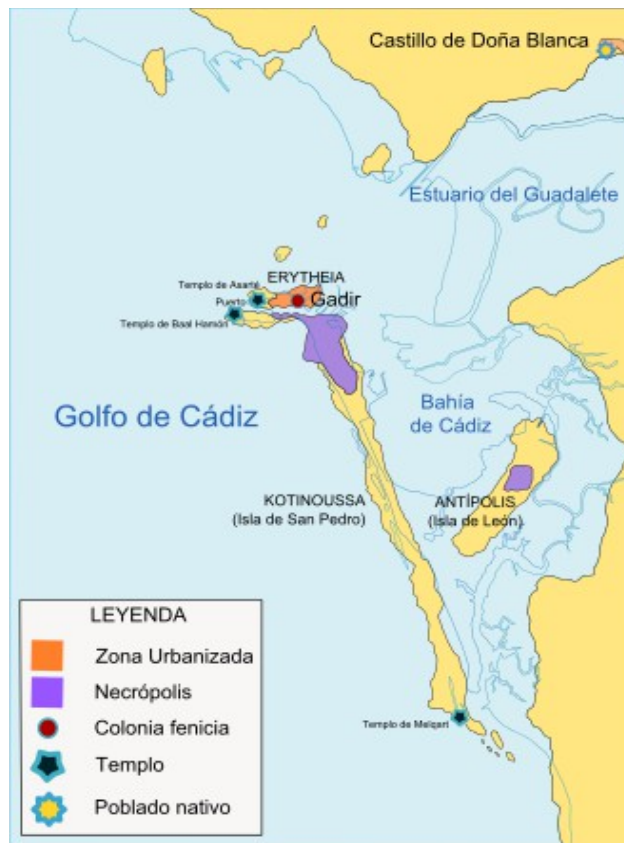 Castillo de Doña Blanca
Estuario del Guadalete
ERYTHEIA
Templo de Asarté
Puerto
Gadir
Templo de Baal Hamón
Golfo de Cádiz
Bahía
de Cádiz
KOTINOUSSA
(Isla de San Pedro)
ANTÍPOLIS
(Isla de León)
Templo de Melqart
LEYENDA
Zona Urbanizada
Necrópolis
Colonia fenicia
Templo
Poblado nativo